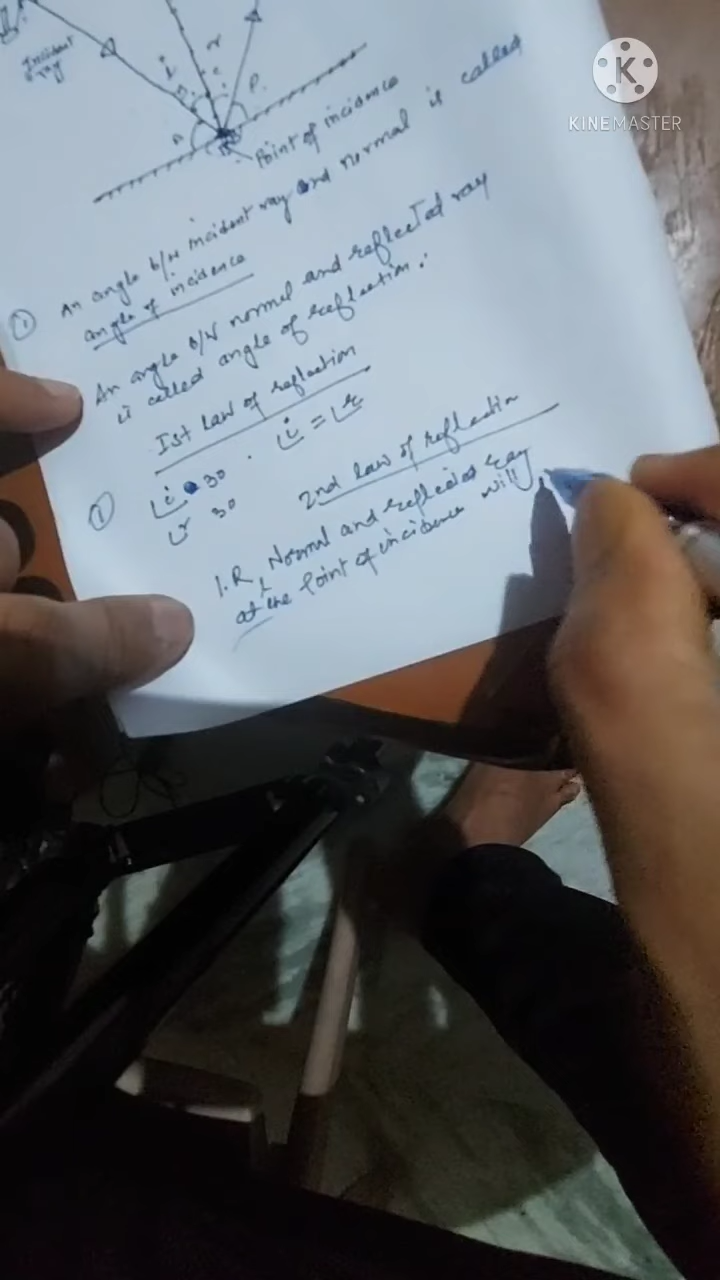 K
KINEMASTER
Incident
ray
i r
Point of incidence
① An angle b/w incident ray and normal is called
angle of incidence
An angle b/w normal and reflected ray
is called angle of reflection.
Ist law of reflection
① ∠i 30 . ∠i = ∠r
∠r 30
2nd law of reflection
I.R, Normal and reflected ray
at the Point of incidence will